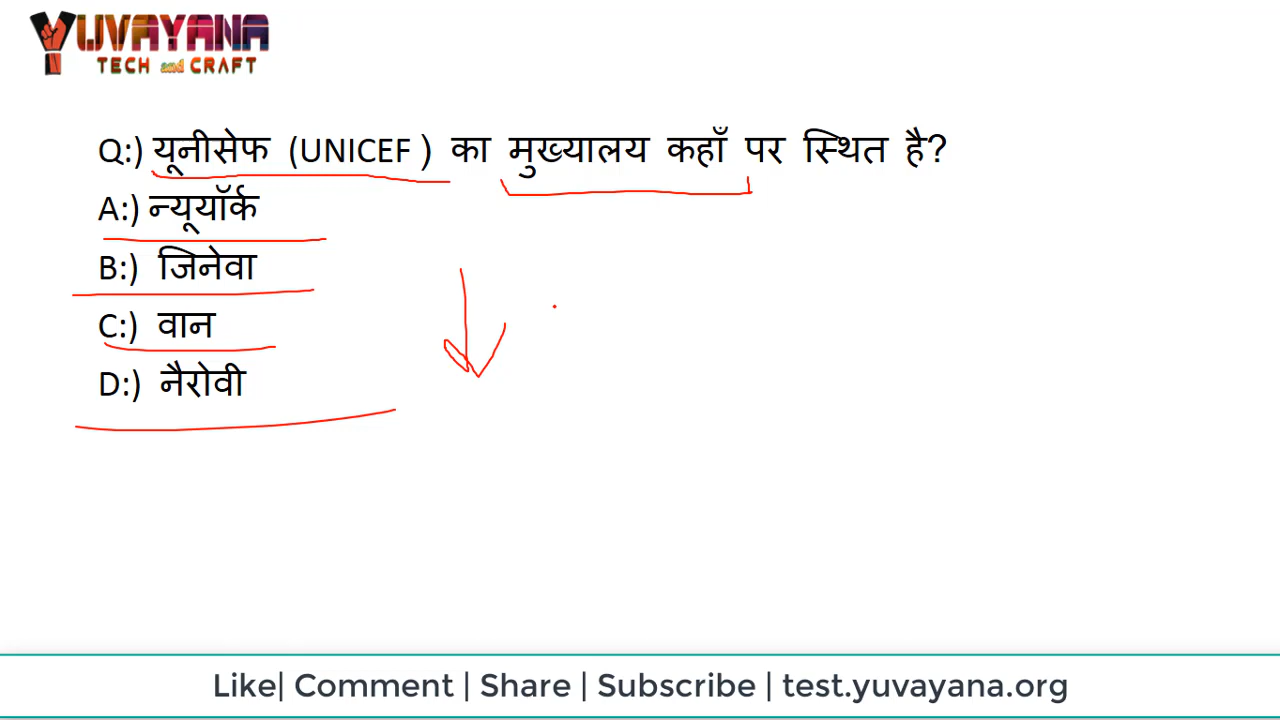 YUVAYANA
TECH and CRAFT
Q:) यूनीसेफ (UNICEF ) का मुख्यालय कहाँ पर स्थित है?
A:) न्यूयॉर्क
B:) जिनेवा
C:) वान
D:) नैरोवी
Like| Comment | Share | Subscribe | test.yuvayana.org